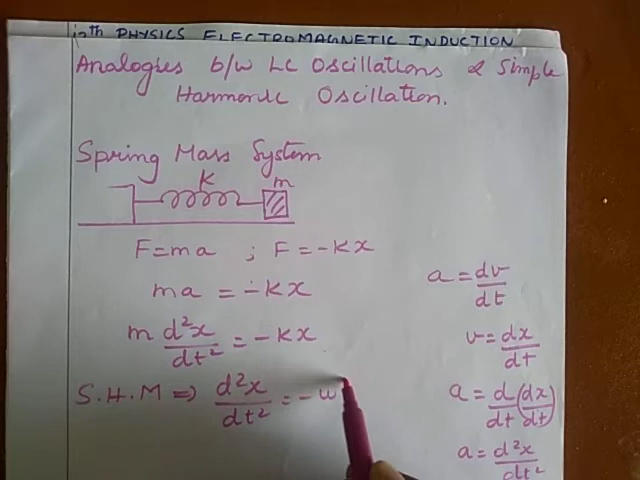 12th PHYSICS ELECTROMAGNETIC INDUCTION
Analogies b/w LC Oscillations & Simple
Harmonic Oscillation.
Spring Mass System
K m
F=ma ; F=-Kx
ma = -Kx
m d²x/dt² = -Kx
S.H.M => d²x/dt² = -ω
a = dv/dt
v = dx/dt
a = d/dt(dx/dt)
a = d²x/dt²